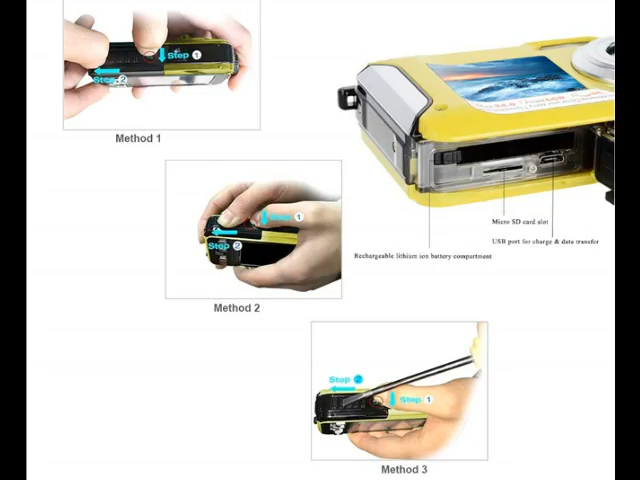 Step 1
Step 2
Method 1
Micro SD card slot
USB port for charge & data transfer
Rechargeable lithium ion battery compartment
Step 1
Step 2
Method 2
Step 2
Step 1
Method 3